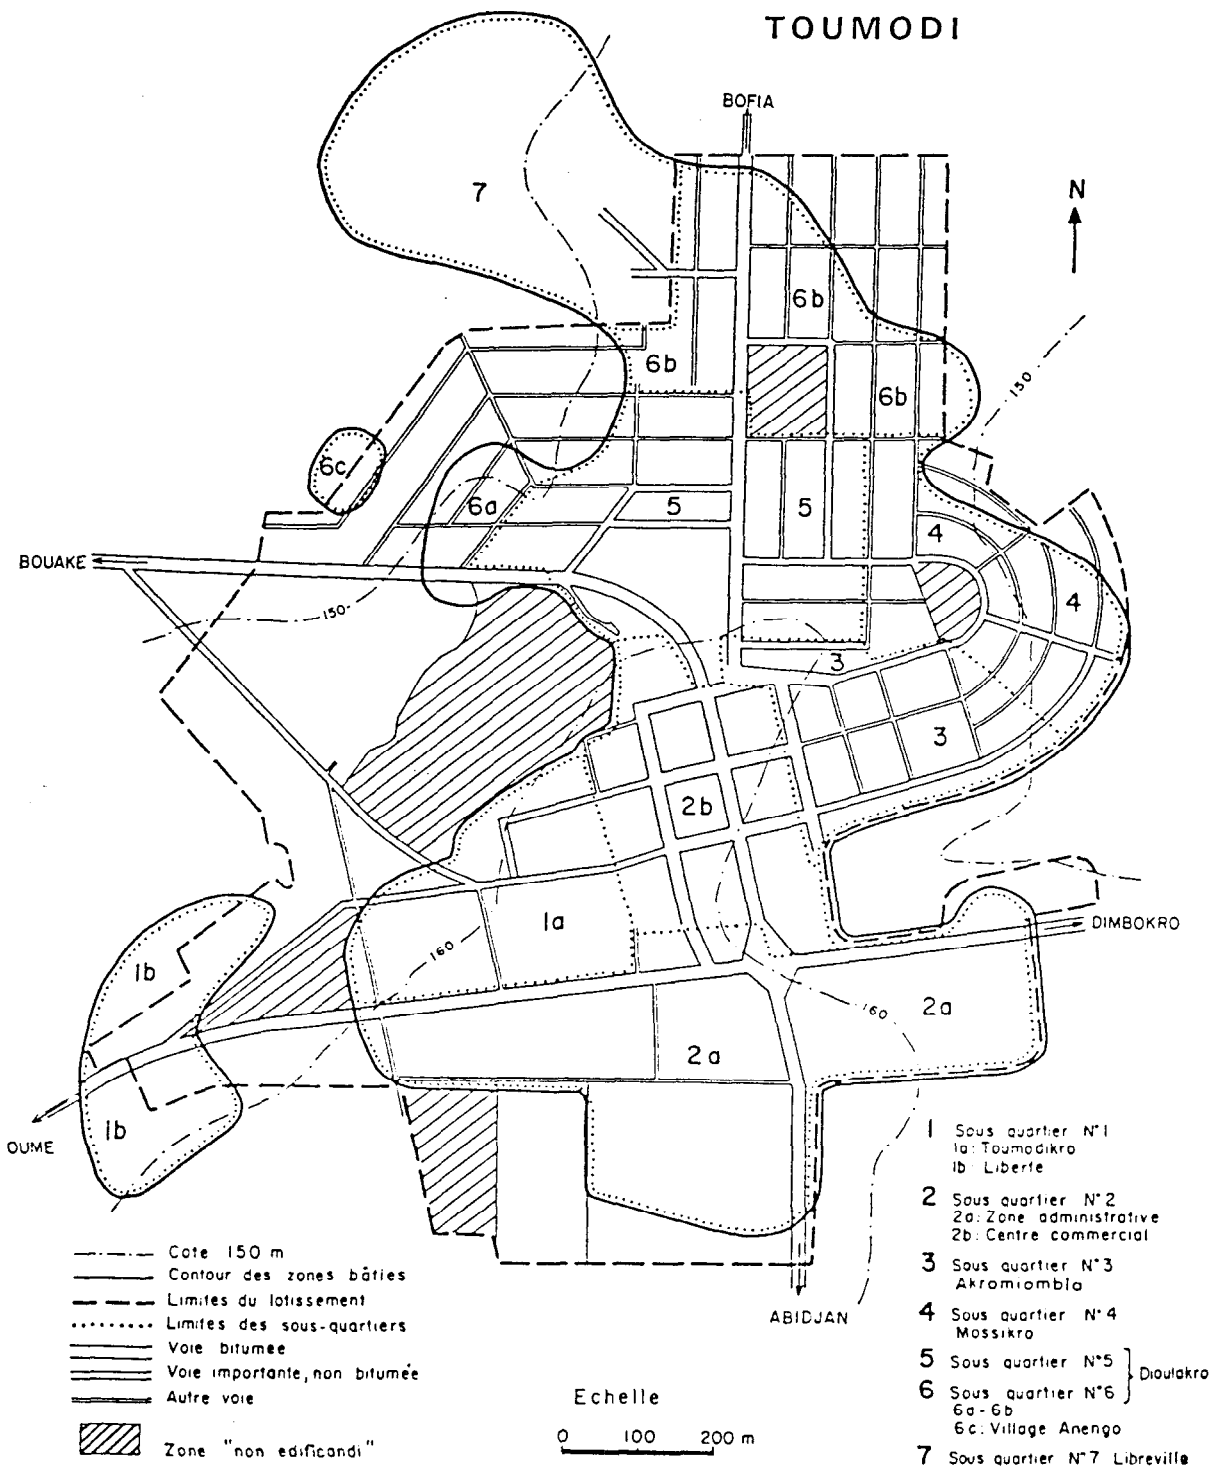 TOUMODI
BOFIA
N
7
6b
6b
6b
150
6c
6a
5
5
4
BOUAKE
4
150
3
3
2b
1a
160
DIMBOKRO
1b
2a
160
2a
1b
OUME
ABIDJAN
1 Sous quartier N°1
1a: Toumodikro
1b: Liberte
2 Sous quartier N°2
2a: Zone administrative
2b: Centre commercial
3 Sous quartier N°3
Akromiombla
4 Sous quartier N°4
Mossikro
5 Sous quartier N°5
Dioulakro
6 Sous quartier N°6
6a-6b
6c: Village Anengo
7 Sous quartier N°7 Libreville
Cote 150 m
Contour des zones bâties
Limites du lotissement
Limites des sous-quartiers
Voie bitumée
Voie importante, non bitumée
Autre voie
Zone "non edificandi"
Echelle
0 100 200 m